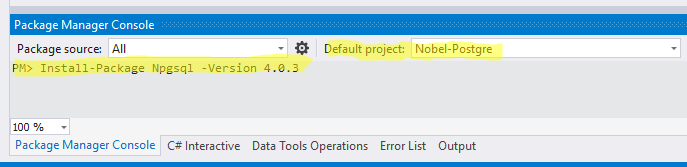 Package Manager Console
Package source: All Default project: Nobel-Postgre
PM> Install-Package Npgsql -Version 4.0.3
100 %
Package Manager Console C# Interactive Data Tools Operations Error List Output